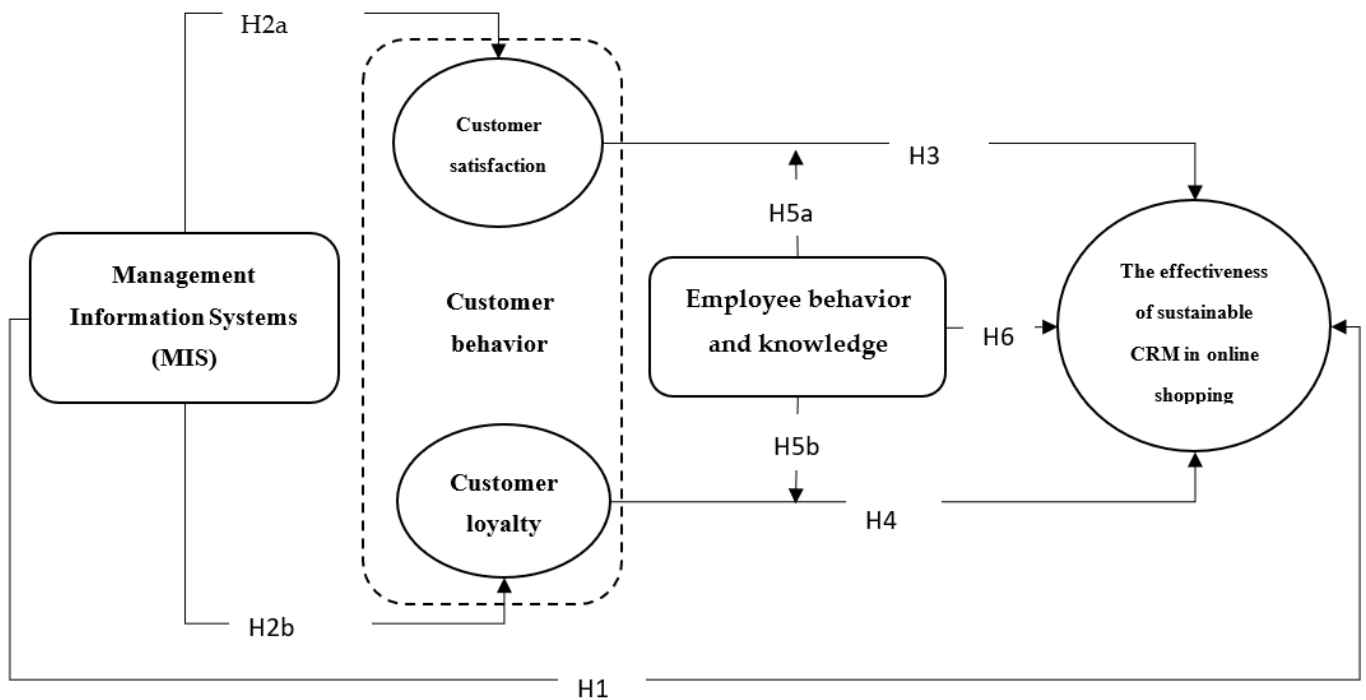 H2a
Customer
satisfaction
H3
H5a
Management
Information Systems
(MIS)
Customer
behavior
Employee behavior
and knowledge
H6
The effectiveness
of sustainable
CRM in online
shopping
H5b
Customer
loyalty
H4
H2b
H1